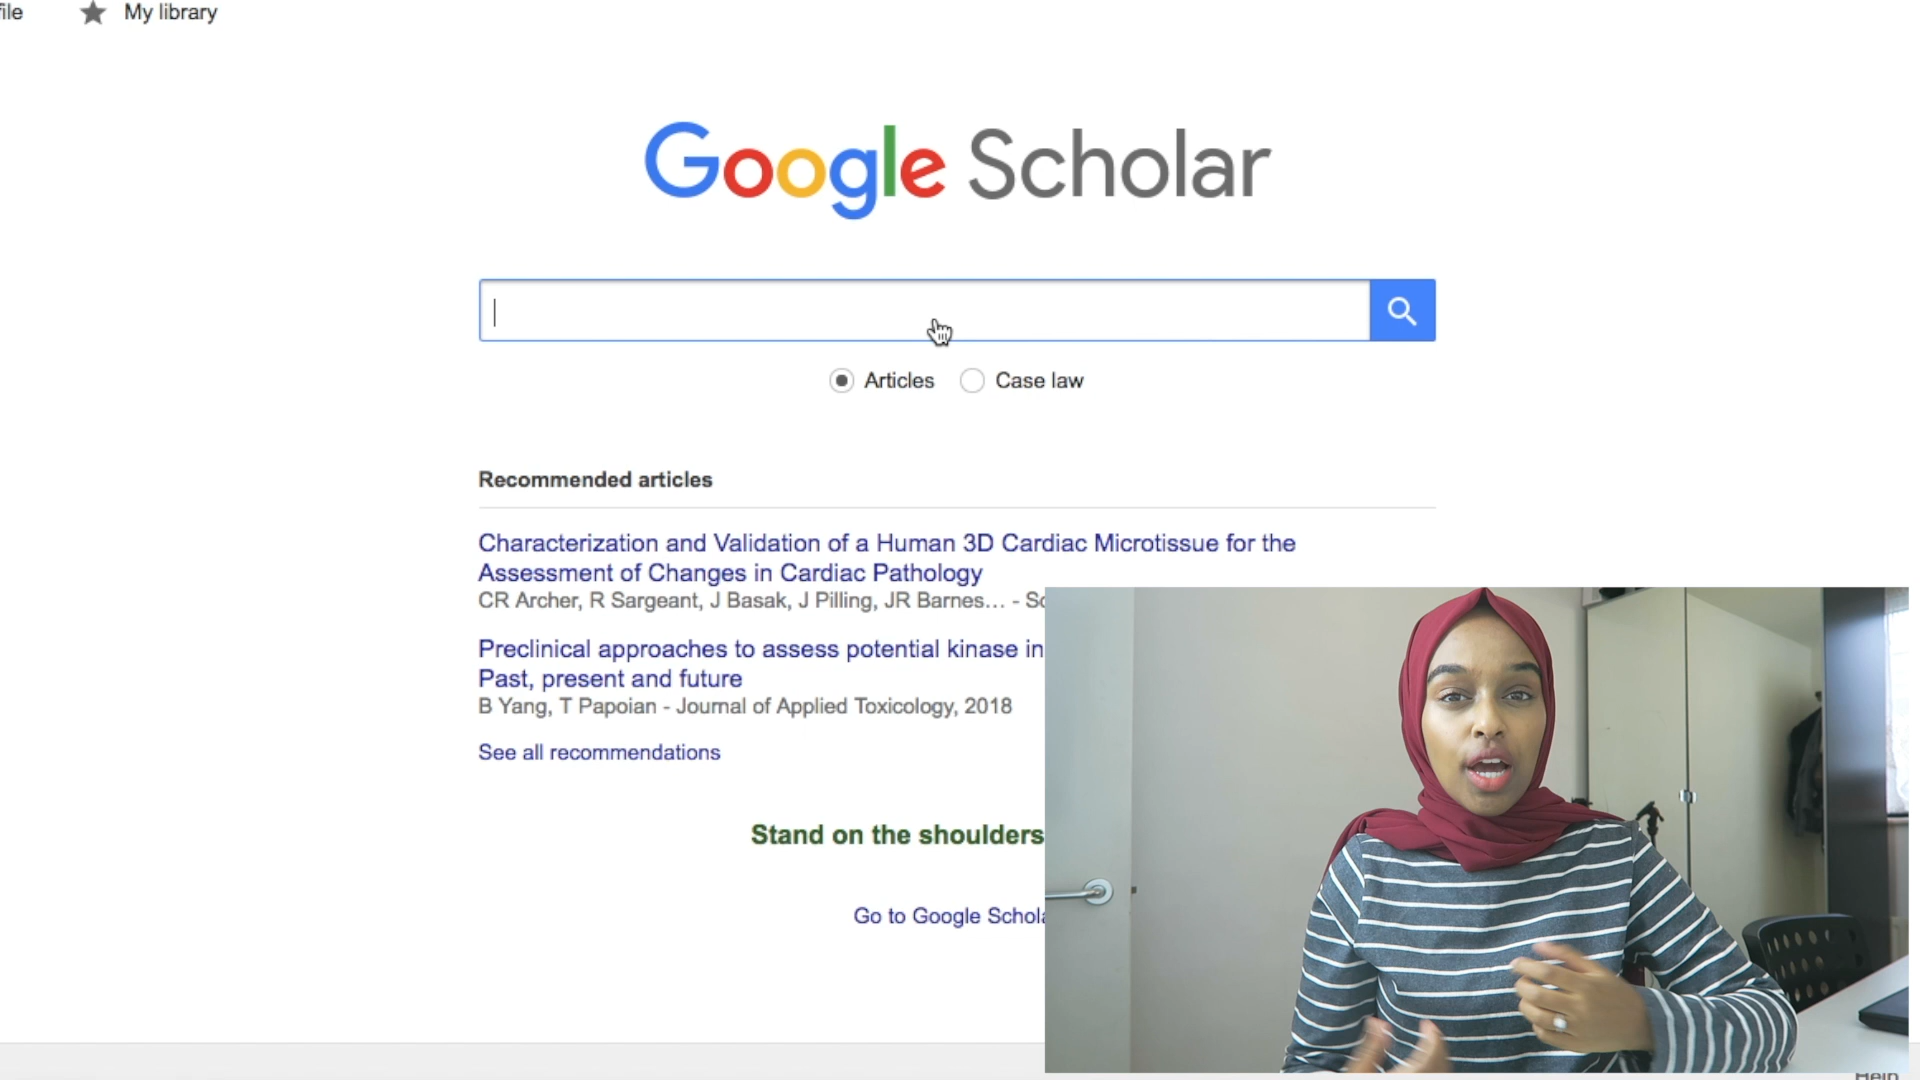 My library
Google Scholar
Articles
Case law
Recommended articles
Characterization and Validation of a Human 3D Cardiac Microtissue for the
Assessment of Changes in Cardiac Pathology
CR Archer, R Sargeant, J Basak, J Pilling, JR Barnes... -
Preclinical approaches to assess potential kinase
Past, present and future
B Yang, T Papoian - Journal of Applied Toxicology, 2018
See all recommendations
Stand on the shoulders
Go to Google